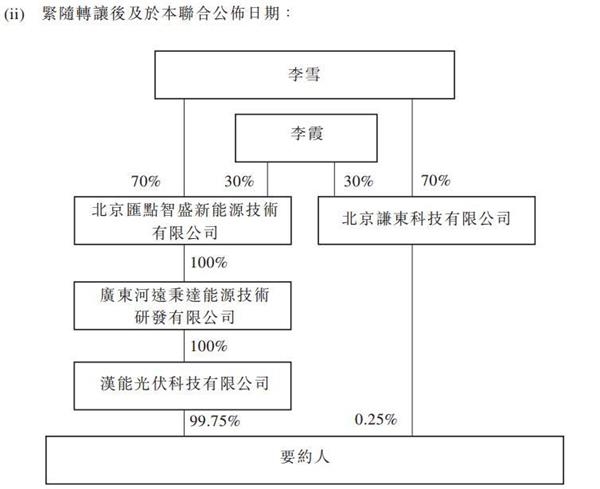 (ii) 緊隨轉讓後及於本聯合公佈日期：
李雪
李霞
70% 30% 30% 70%
北京匯點智盛新能源技術
有限公司
北京謙東科技有限公司
100%
廣東河遠秉達能源技術
研發有限公司
100%
漢能光伏科技有限公司
99.75% 0.25%
要約人